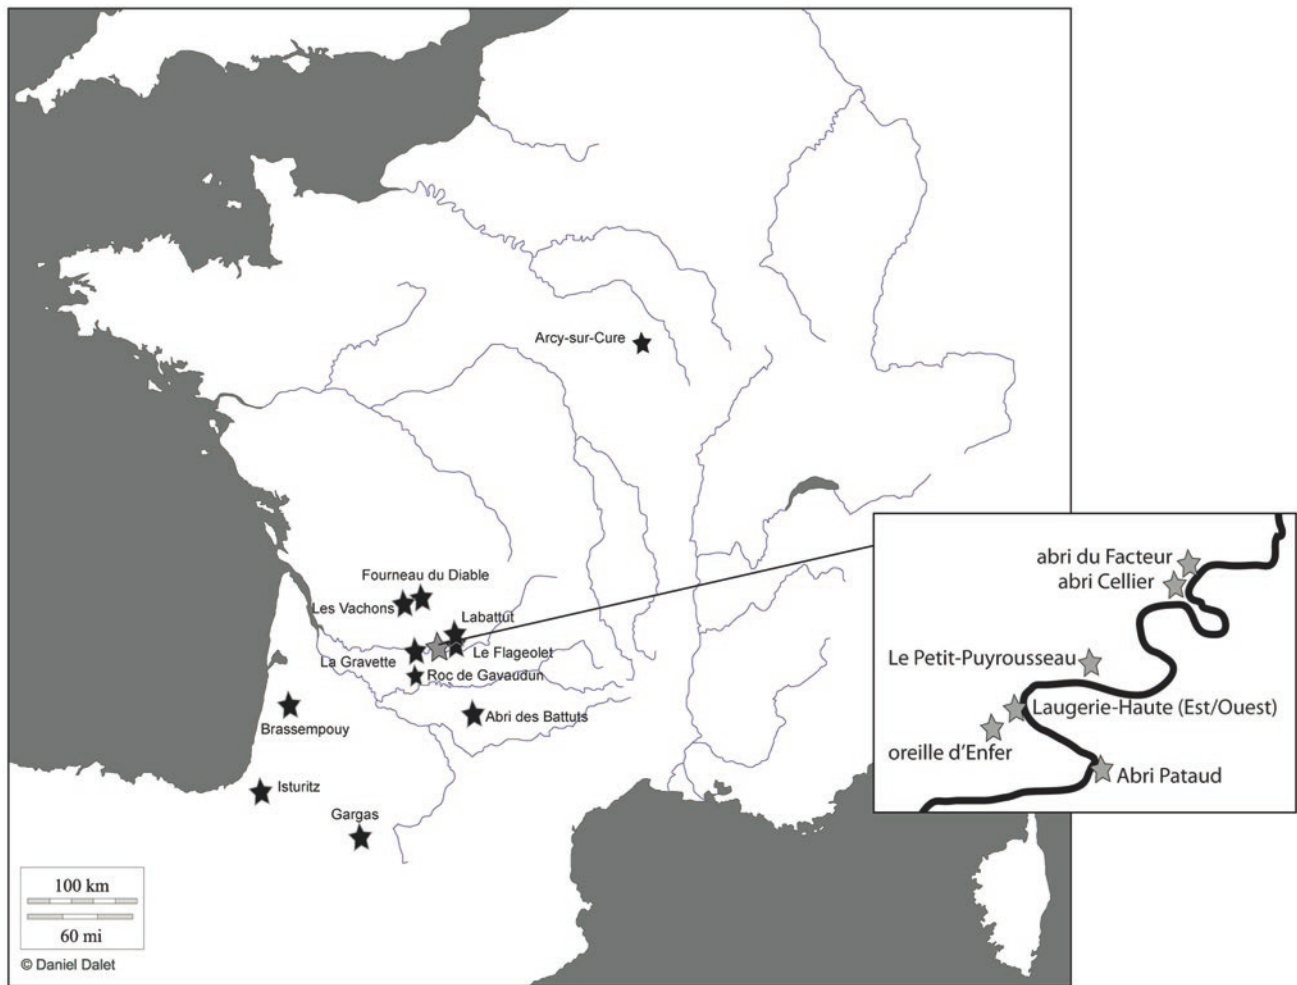 Arcy-sur-Cure
Fourneau du Diable
Les Vachons
Labattut
La Gravette
Le Flageolet
Roc de Gavaudun
Abri des Battuts
Brassempouy
Isturitz
Gargas
abri du Facteur
abri Cellier
Le Petit-Puyrousseau
Laugerie-Haute (Est/Ouest)
oreille d'Enfer
Abri Pataud
100 km
60 mi
© Daniel Dalet